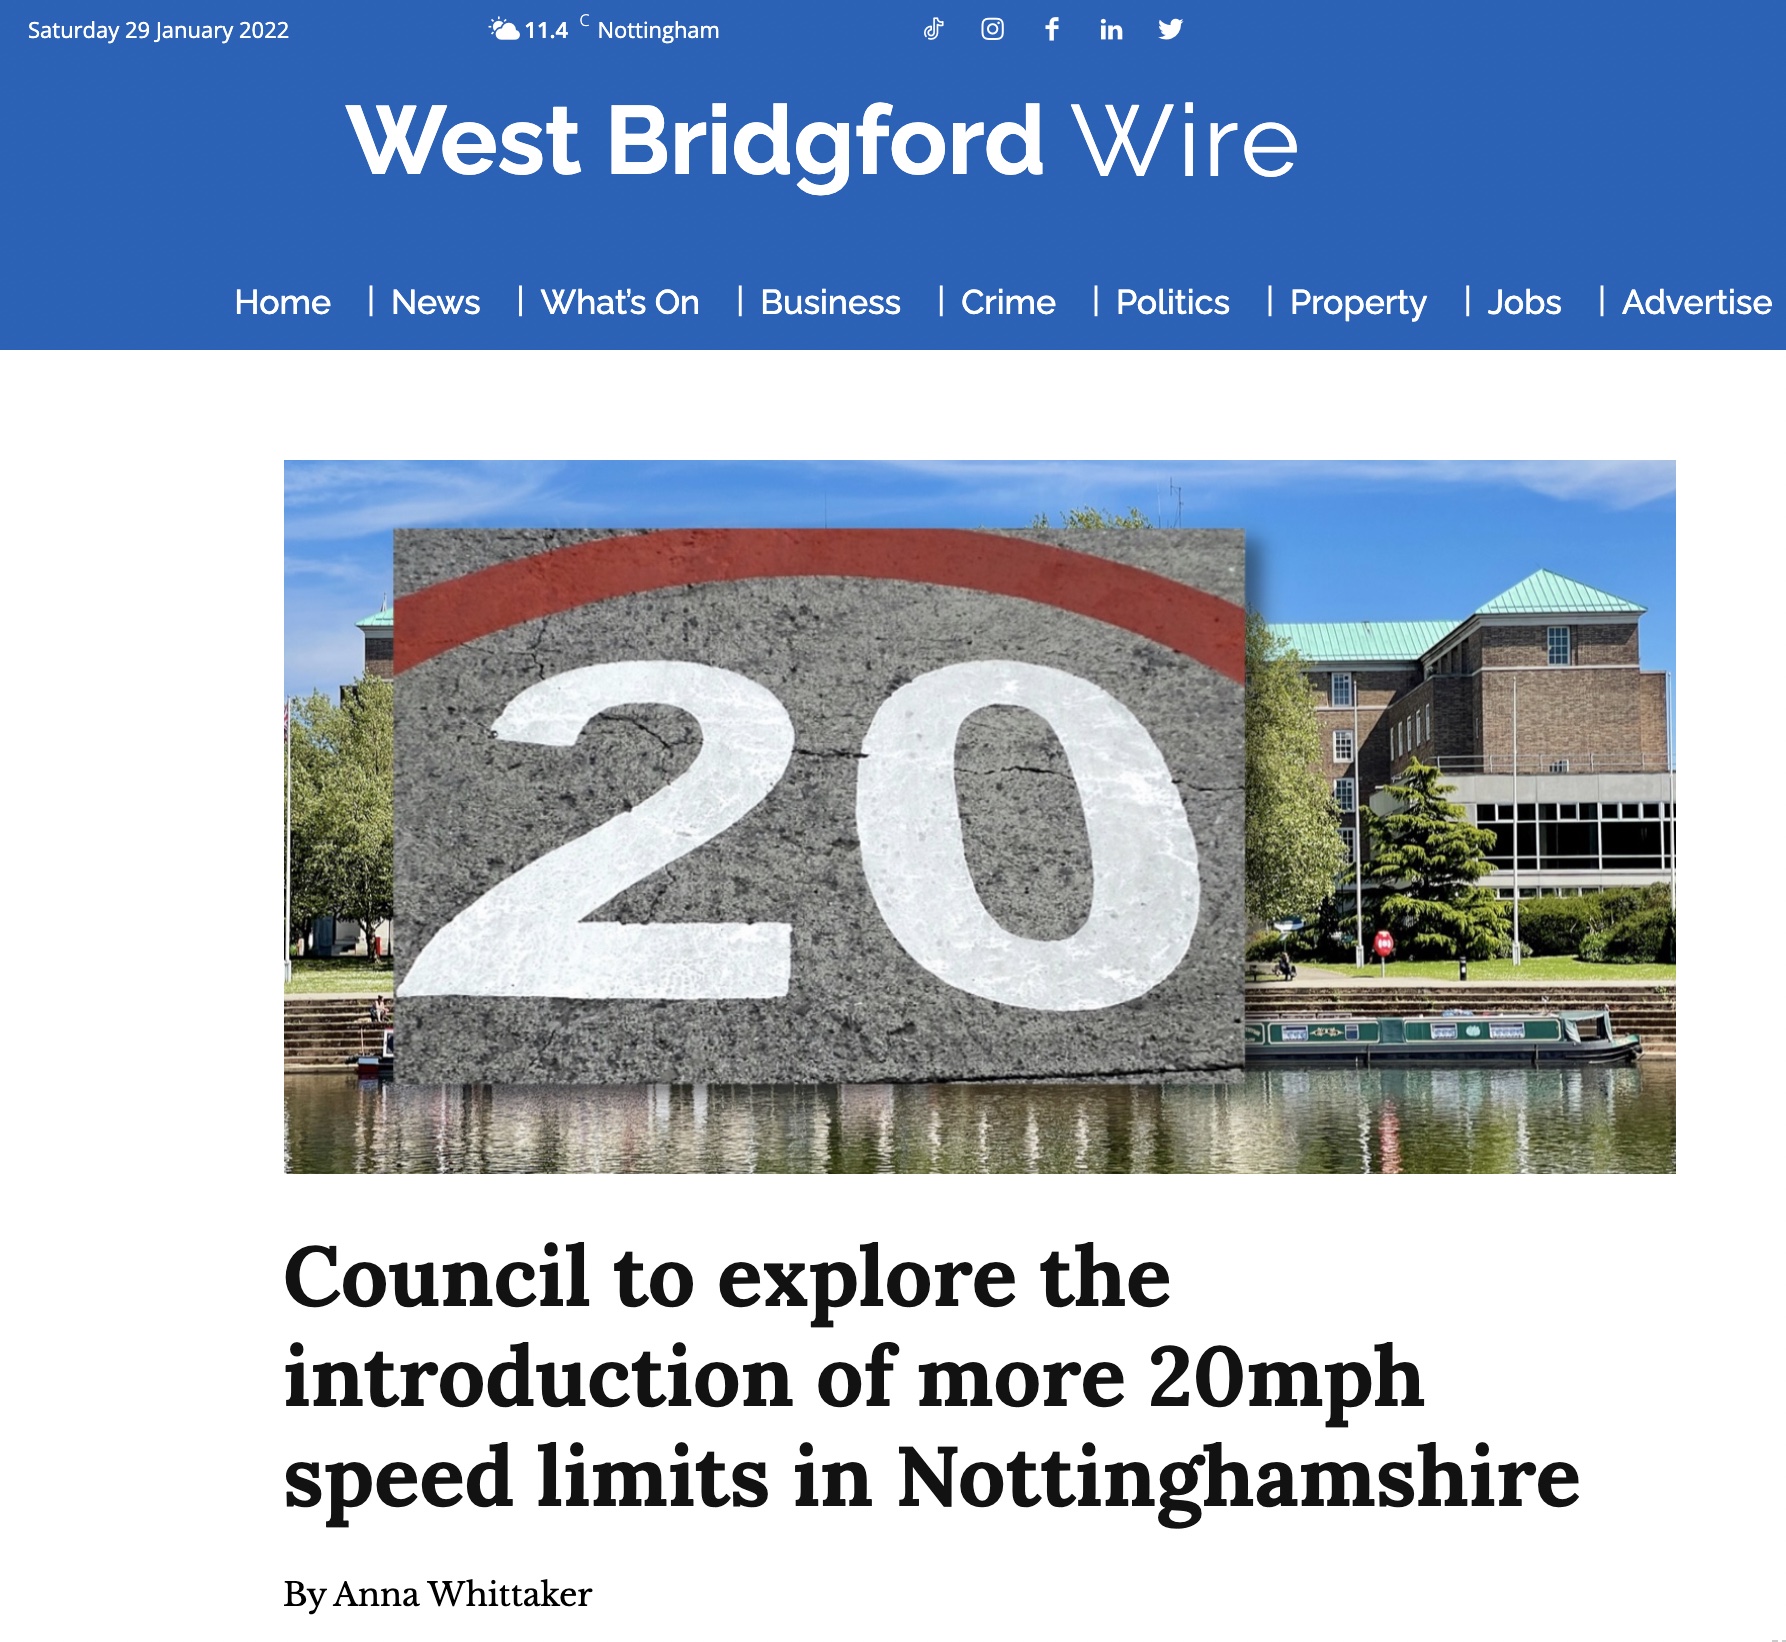 Saturday 29 January 2022
11.4 C Nottingham
West Bridgford Wire
Home | News | What's On | Business | Crime | Politics | Property | Jobs | Advertise
20
Council to explore the
introduction of more 20mph
speed limits in Nottinghamshire
By Anna Whittaker